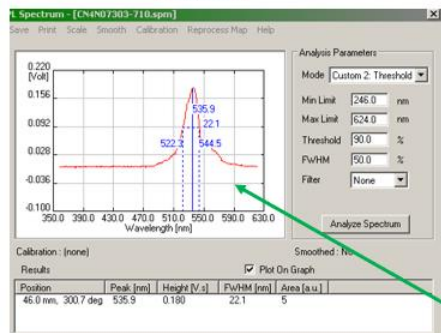 PL Spectrum - [CN4N07303-710.spm]
Save Print Scale Smooth Calibration Reprocess Map Help
0.220
[Volt]
0.156
0.092
0.028
-0.036
-0.100
535.9
22.1
522.3 544.5
350.0 390.0 430.0 470.0 510.0 550.0 590.0 630.0
Wavelength [nm]
Analysis Parameters
Mode Custom 2: Threshold
Min Limit 246.0 nm
Max Limit 624.0 nm
Threshold 90.0 %
FWHM 50.0 %
Filter None
Analyze Spectrum
Calibration : (none) Smoothed :
Results Plot On Graph
Position Peak [nm] Height [V.s] FWHM [nm] Area [a.u.]
46.0 mm, 300.7 deg 535.9 0.180 22.1 5